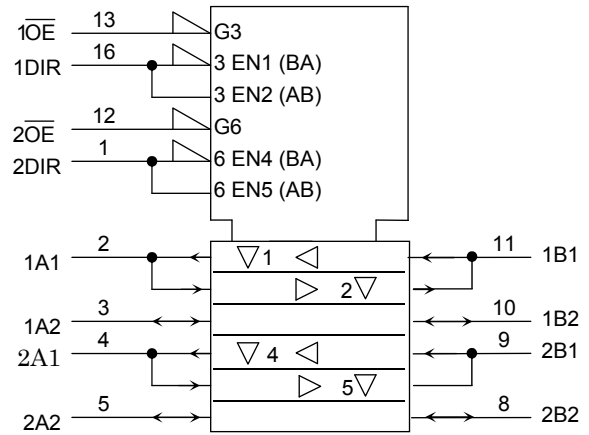 1O̅E̅ 13 G3
1DIR 16 3 EN1 (BA)
3 EN2 (AB)
2O̅E̅ 12 G6
2DIR 1 6 EN4 (BA)
6 EN5 (AB)
1A1 2 ▽1 ◁ 11 1B1
▷ 2▽
1A2 3 10 1B2
2A1 4 ▽4 ◁ 9 2B1
▷ 5▽
2A2 5 8 2B2